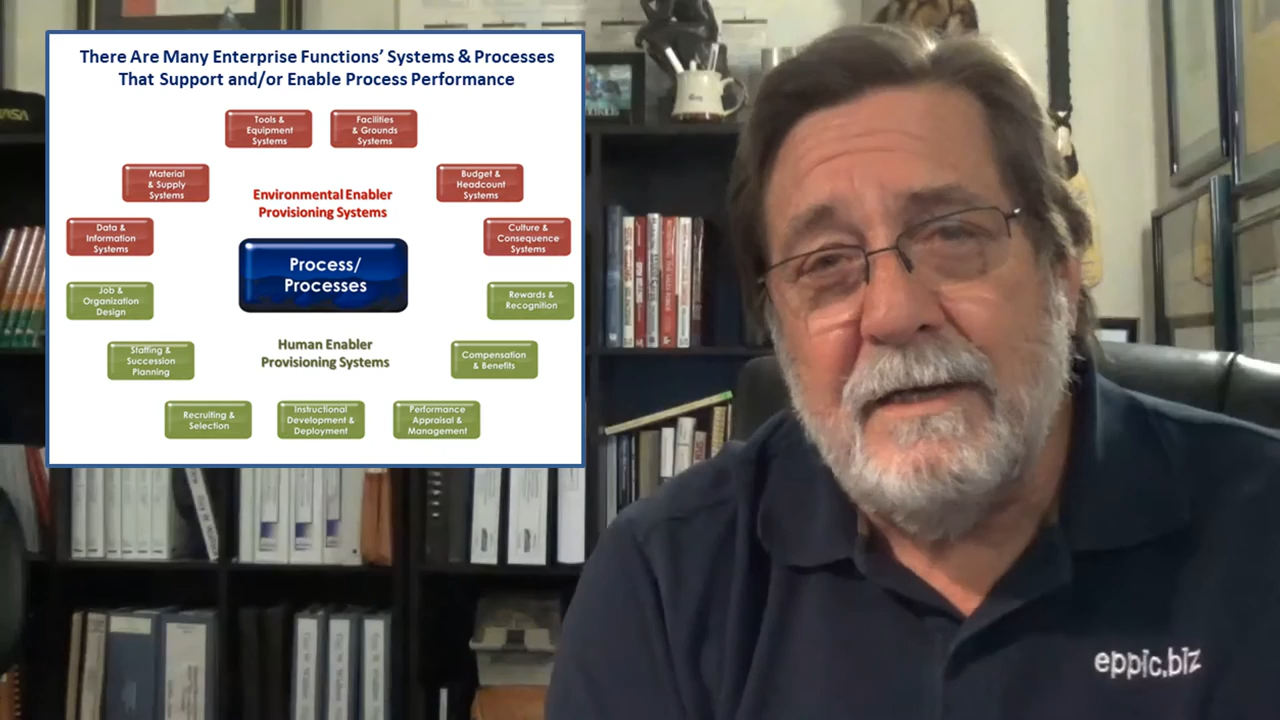 There Are Many Enterprise Functions' Systems & Processes
That Support and/or Enable Process Performance
Tools &
Equipment
Systems
Facilities
& Grounds
Systems
Material
& Supply
Systems
Budget &
Headcount
Systems
Environmental Enabler
Provisioning Systems
Data &
Information
Systems
Culture &
Consequence
Systems
Process/
Processes
Job &
Organization
Design
Rewards &
Recognition
Human Enabler
Provisioning Systems
Staffing &
Succession
Planning
Compensation
& Benefits
Recruiting &
Selection
Instructional
Development &
Deployment
Performance
Appraisal &
Management
eppic.biz